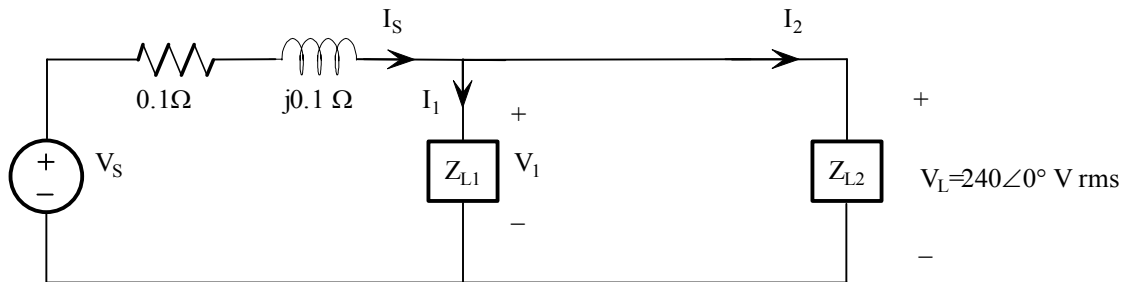 I_S
I_2
0.1Ω
j0.1 Ω
I_1
+
+
+
V_S
Z_L1
V_1
Z_L2
V_L=240∠0° V rms
−
−
−